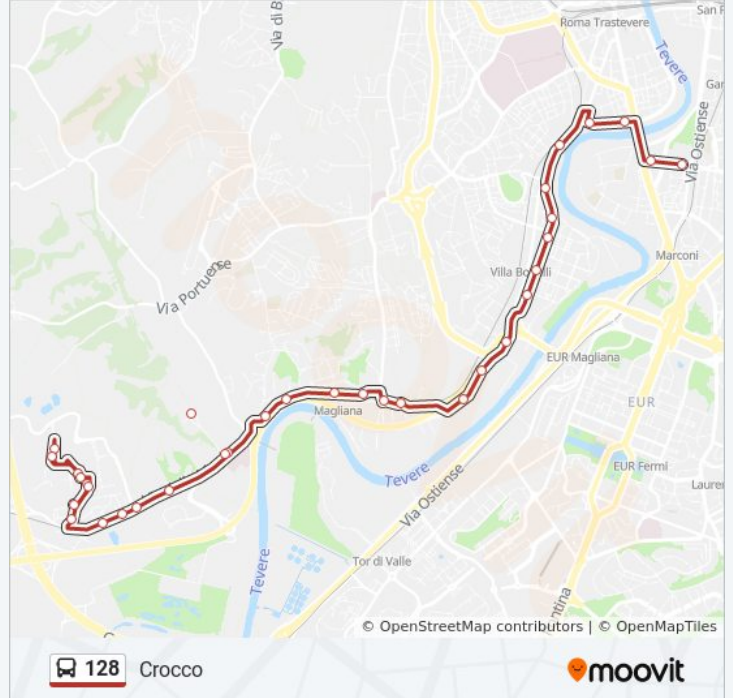 San P
Roma Trastevere
Via di B
Tevere
Gar
Via Ostiense
Via Portuense
Marconi
Villa Bonelli
EUR Magliana
Magliana
EUR
EUR Fermi
Tevere
Laure
Via Ostiense
Tor di Valle
Tevere
ntina
© OpenStreetMap contributors | © OpenMapTiles
128 Crocco
moovit